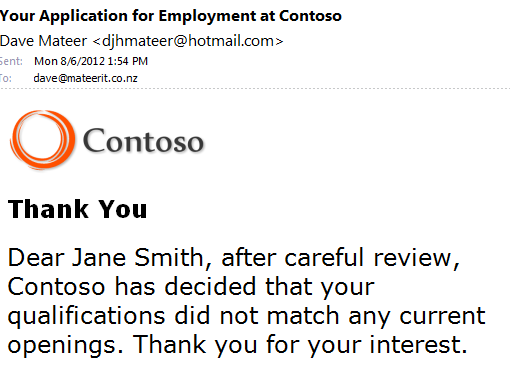 Your Application for Employment at Contoso
Dave Mateer <djhmateer@hotmail.com>
Sent: Mon 8/6/2012 1:54 PM
To: dave@mateerit.co.nz
Contoso
Thank You
Dear Jane Smith, after careful review,
Contoso has decided that your
qualifications did not match any current
openings. Thank you for your interest.